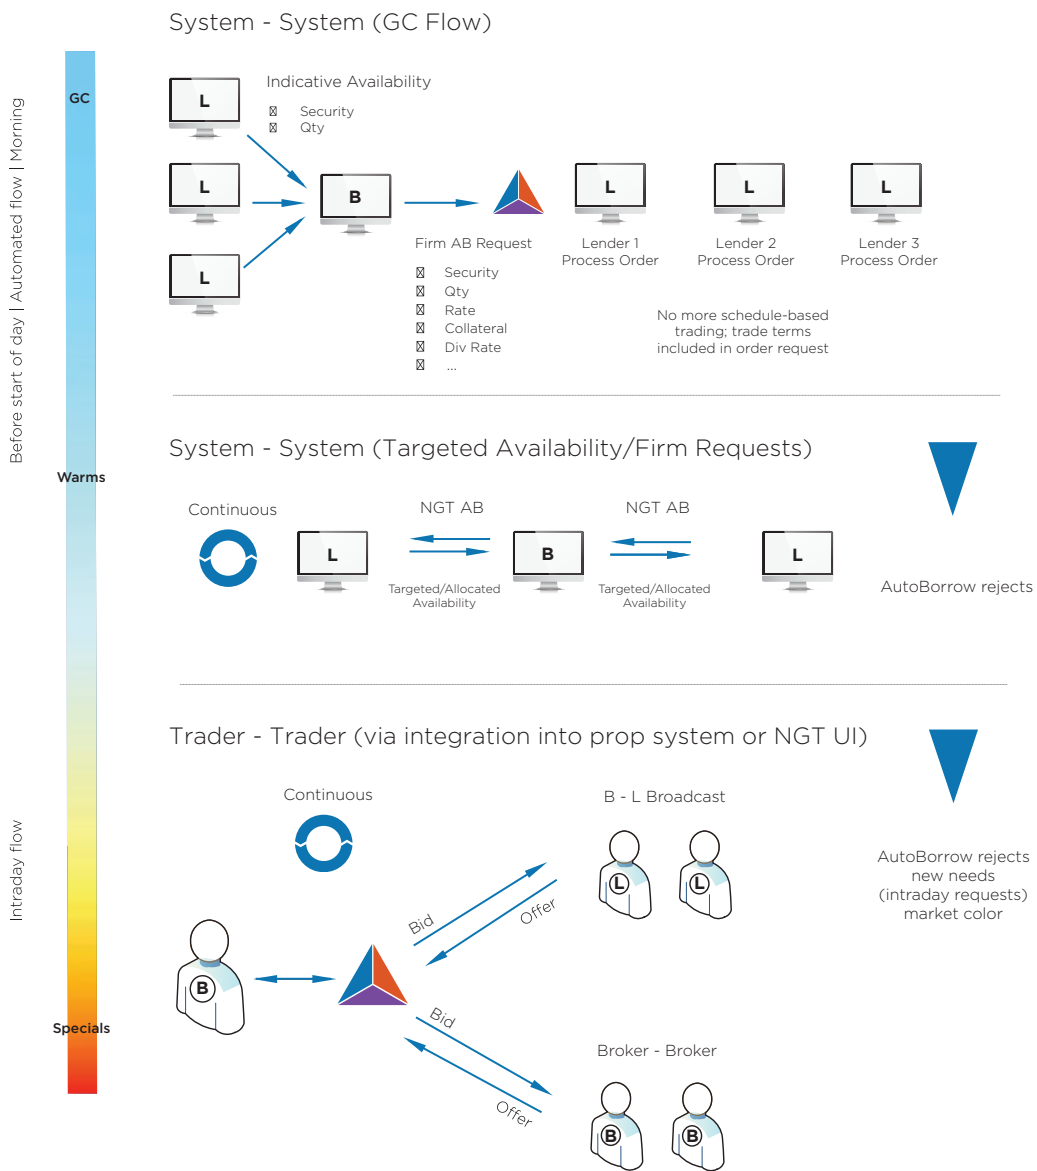 System - System (GC Flow)
Before start of day | Automated flow | Morning
GC
L
Indicative Availability
Security
Qty
L
B
L
L
L
L
Firm AB Request
Security
Qty
Rate
Collateral
Div Rate
...
Lender 1
Process Order
Lender 2
Process Order
Lender 3
Process Order
No more schedule-based
trading; trade terms
included in order request
L
System - System (Targeted Availability/Firm Requests)
Warms
Continuous
NGT AB
NGT AB
L
B
L
Targeted/Allocated
Availability
Targeted/Allocated
Availability
AutoBorrow rejects
Trader - Trader (via integration into prop system or NGT UI)
Intraday flow
Continuous
B - L Broadcast
L
L
AutoBorrow rejects
new needs
(intraday requests)
market color
Bid
Offer
B
Bid
Offer
Specials
Broker - Broker
B
B